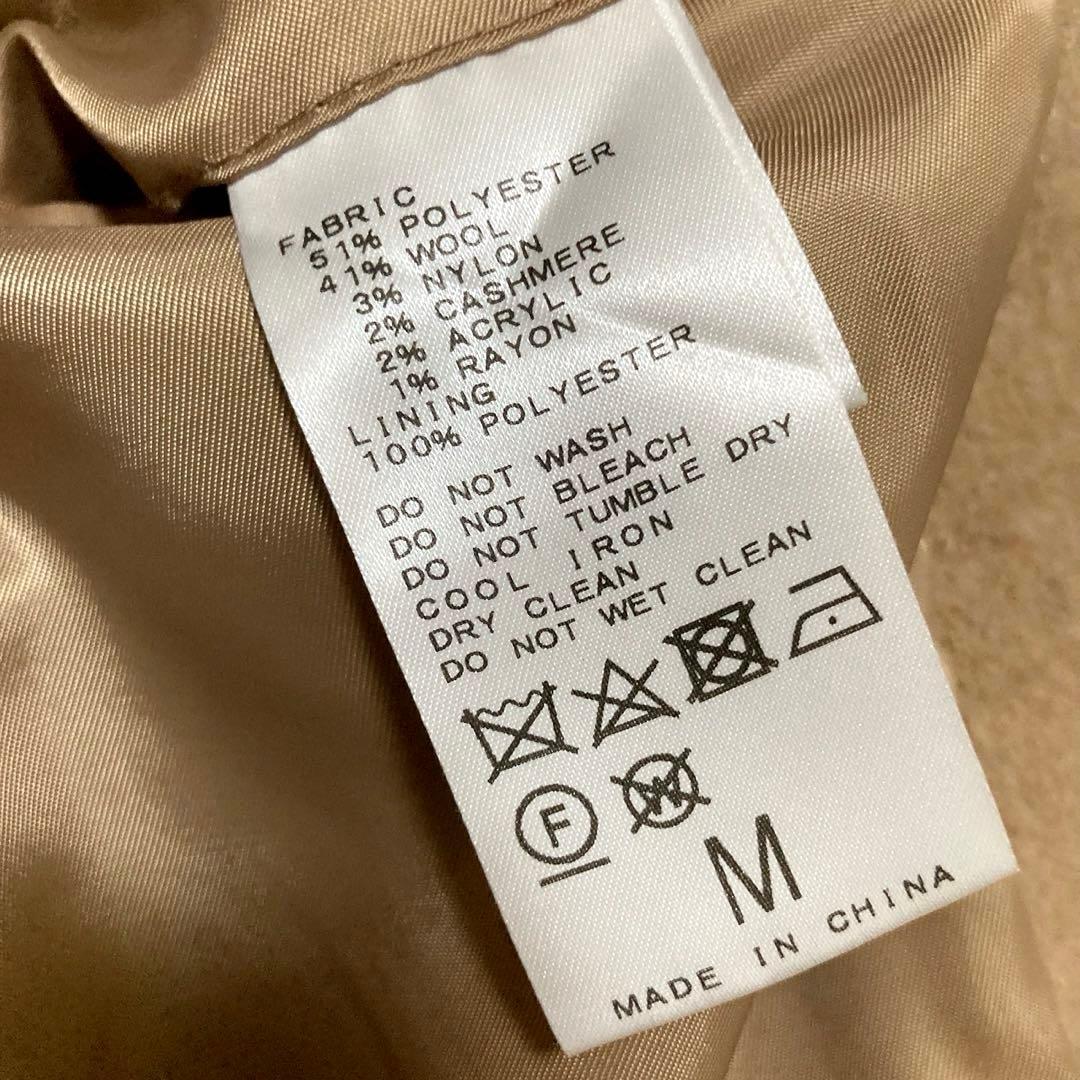 FABRIC
51% POLYESTER
41% WOOL
3% NYLON
2% CASHMERE
2% ACRYLIC
1% RAYON
LINING
100% POLYESTER
DO NOT WASH
DO NOT BLEACH
DO NOT TUMBLE DRY
COOL IRON
DRY CLEAN
DO NOT WET CLEAN
F W
M
MADE IN CHINA